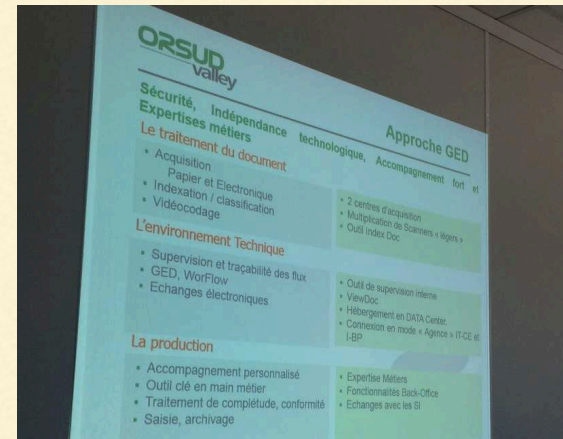 ORSUD
valley
Approche GED
Sécurité, Indépendance technologique, Accompagnement fort et
Expertises métiers
Le traitement du document
• Acquisition
Papier et Electronique
• Indexation / classification
• Vidéocodage
• 2 centres d'acquisition
• Multiplication de Scanners « légers »
• Outil Index Doc
L'environnement Technique
• Supervision et traçabilité des flux
• GED, WorFlow
• Echanges électroniques
• Outil de supervision interne
• ViewDoc
• Hébergement en DATA Center,
• Connexion en mode « Agence » IT-CE et
I-BP
La production
• Accompagnement personnalisé
• Outil clé en main métier
• Traitement de complétude, conformité
• Saisie, archivage
• Expertise Métiers
• Fonctionnalités Back-Office
• Echanges avec les SI